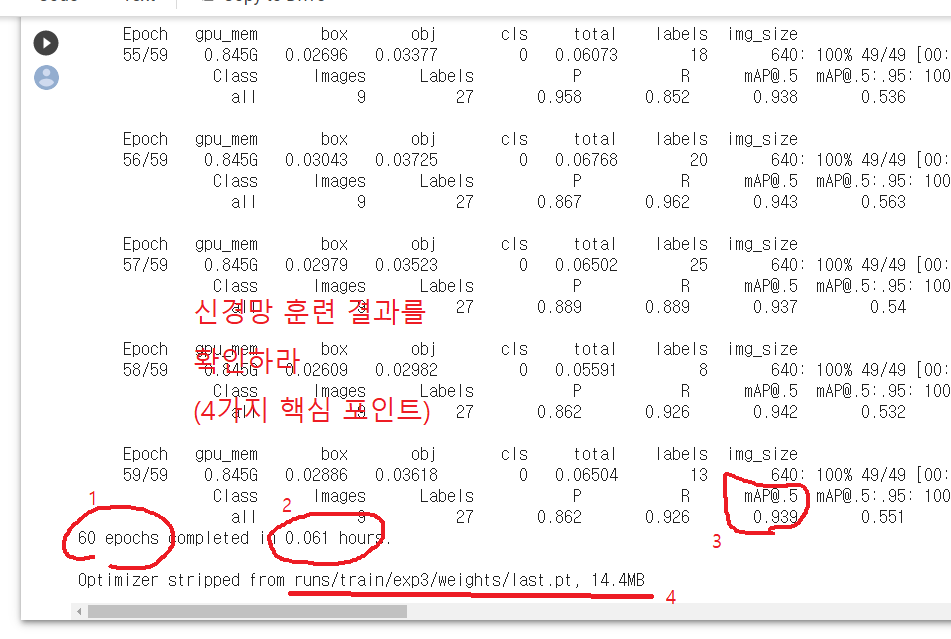 Epoch gpu_mem box obj cls total labels img_size
55/59 0.845G 0.02696 0.03377 0 0.06073 18 640: 100% 49/49 [00:
Class Images Labels P R mAP@.5 mAP@.5:.95: 100
all 9 27 0.958 0.852 0.938 0.536
Epoch gpu_mem box obj cls total labels img_size
56/59 0.845G 0.03043 0.03725 0 0.06768 20 640: 100% 49/49 [00:
Class Images Labels P R mAP@.5 mAP@.5:.95: 100
all 9 27 0.867 0.962 0.943 0.563
Epoch gpu_mem box obj cls total labels img_size
57/59 0.845G 0.02979 0.03523 0 0.06502 25 640: 100% 49/49 [00:
Class Images Labels P R mAP@.5 mAP@.5:.95: 100
all 9 27 0.889 0.889 0.937 0.54
신경망 훈련 결과를
Epoch gpu_mem box obj cls total labels img_size
확인하라
58/59 0.845G 0.02609 0.02982 0 0.05591 8 640: 100% 49/49 [00:
Class Images Labels P R mAP@.5 mAP@.5:.95: 100
all 9 27 0.862 0.926 0.942 0.532
(4가지 핵심 포인트)
Epoch gpu_mem box obj cls total labels img_size
59/59 0.845G 0.02886 0.03618 0 0.06504 13 640: 100% 49/49 [00:
Class Images Labels P R mAP@.5 mAP@.5:.95: 100
1 2
all 9 27 0.862 0.926 0.939 0.551
60 epochs completed in 0.061 hours.
3
Optimizer stripped from runs/train/exp3/weights/last.pt, 14.4MB
4